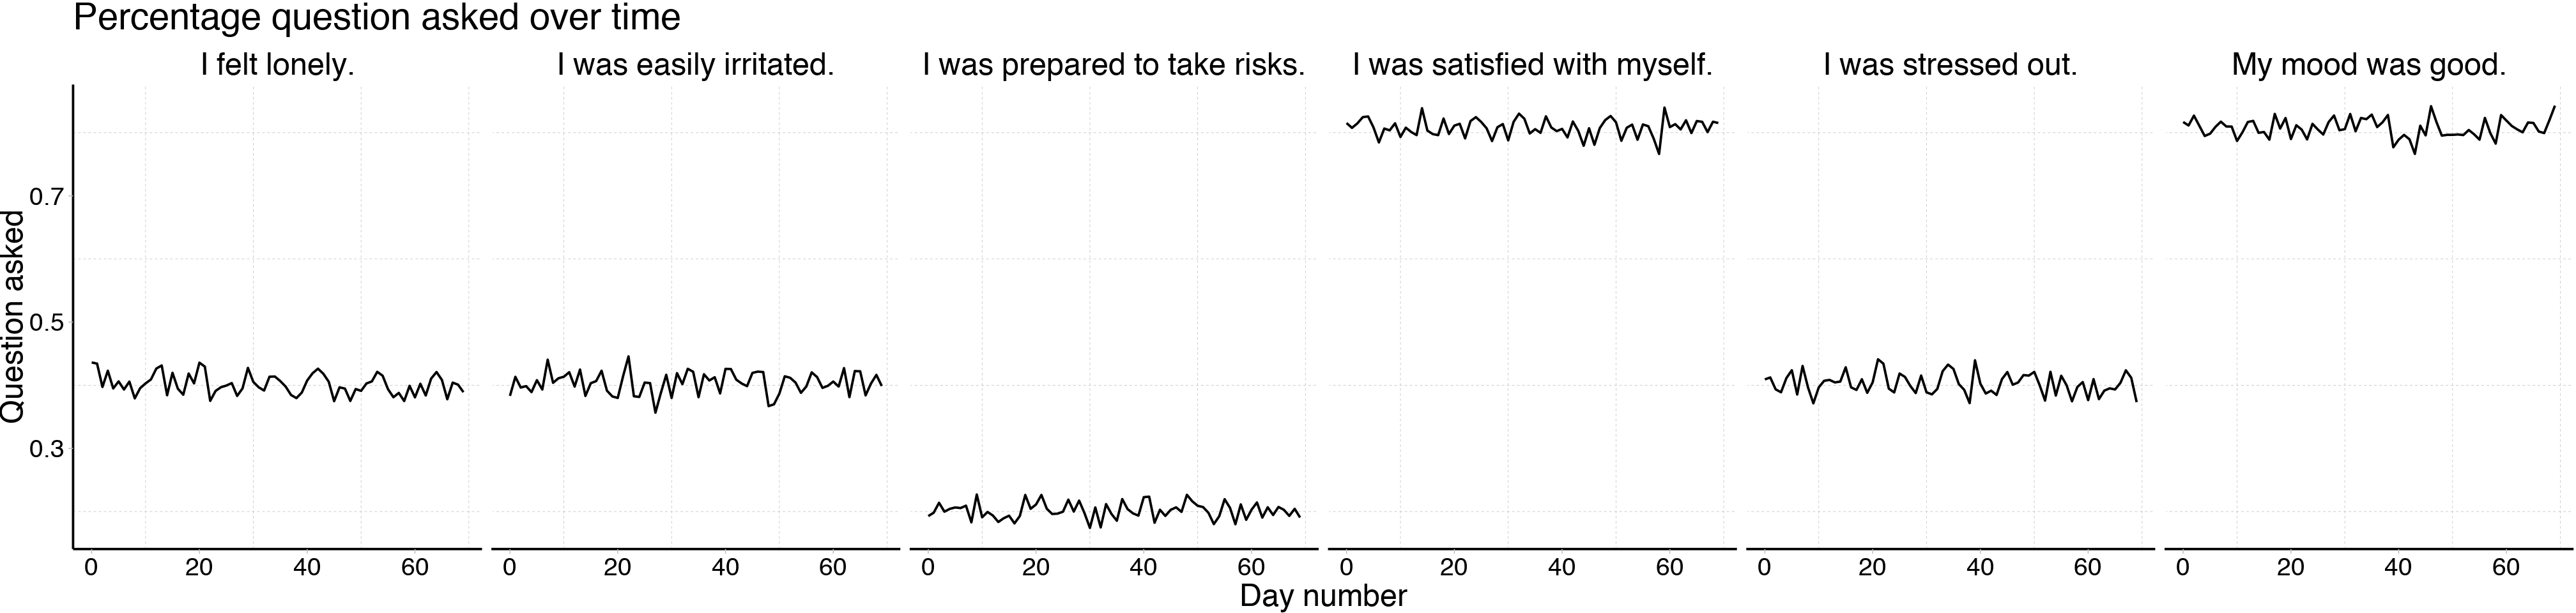 Percentage question asked over time
I felt lonely.
I was easily irritated.
I was prepared to take risks.
I was satisfied with myself.
I was stressed out.
My mood was good.
Question asked
0.7
0.5
0.3
0 20 40 60
0 20 40 60
0 20 40 60
0 20 40 60
0 20 40 60
0 20 40 60
Day number